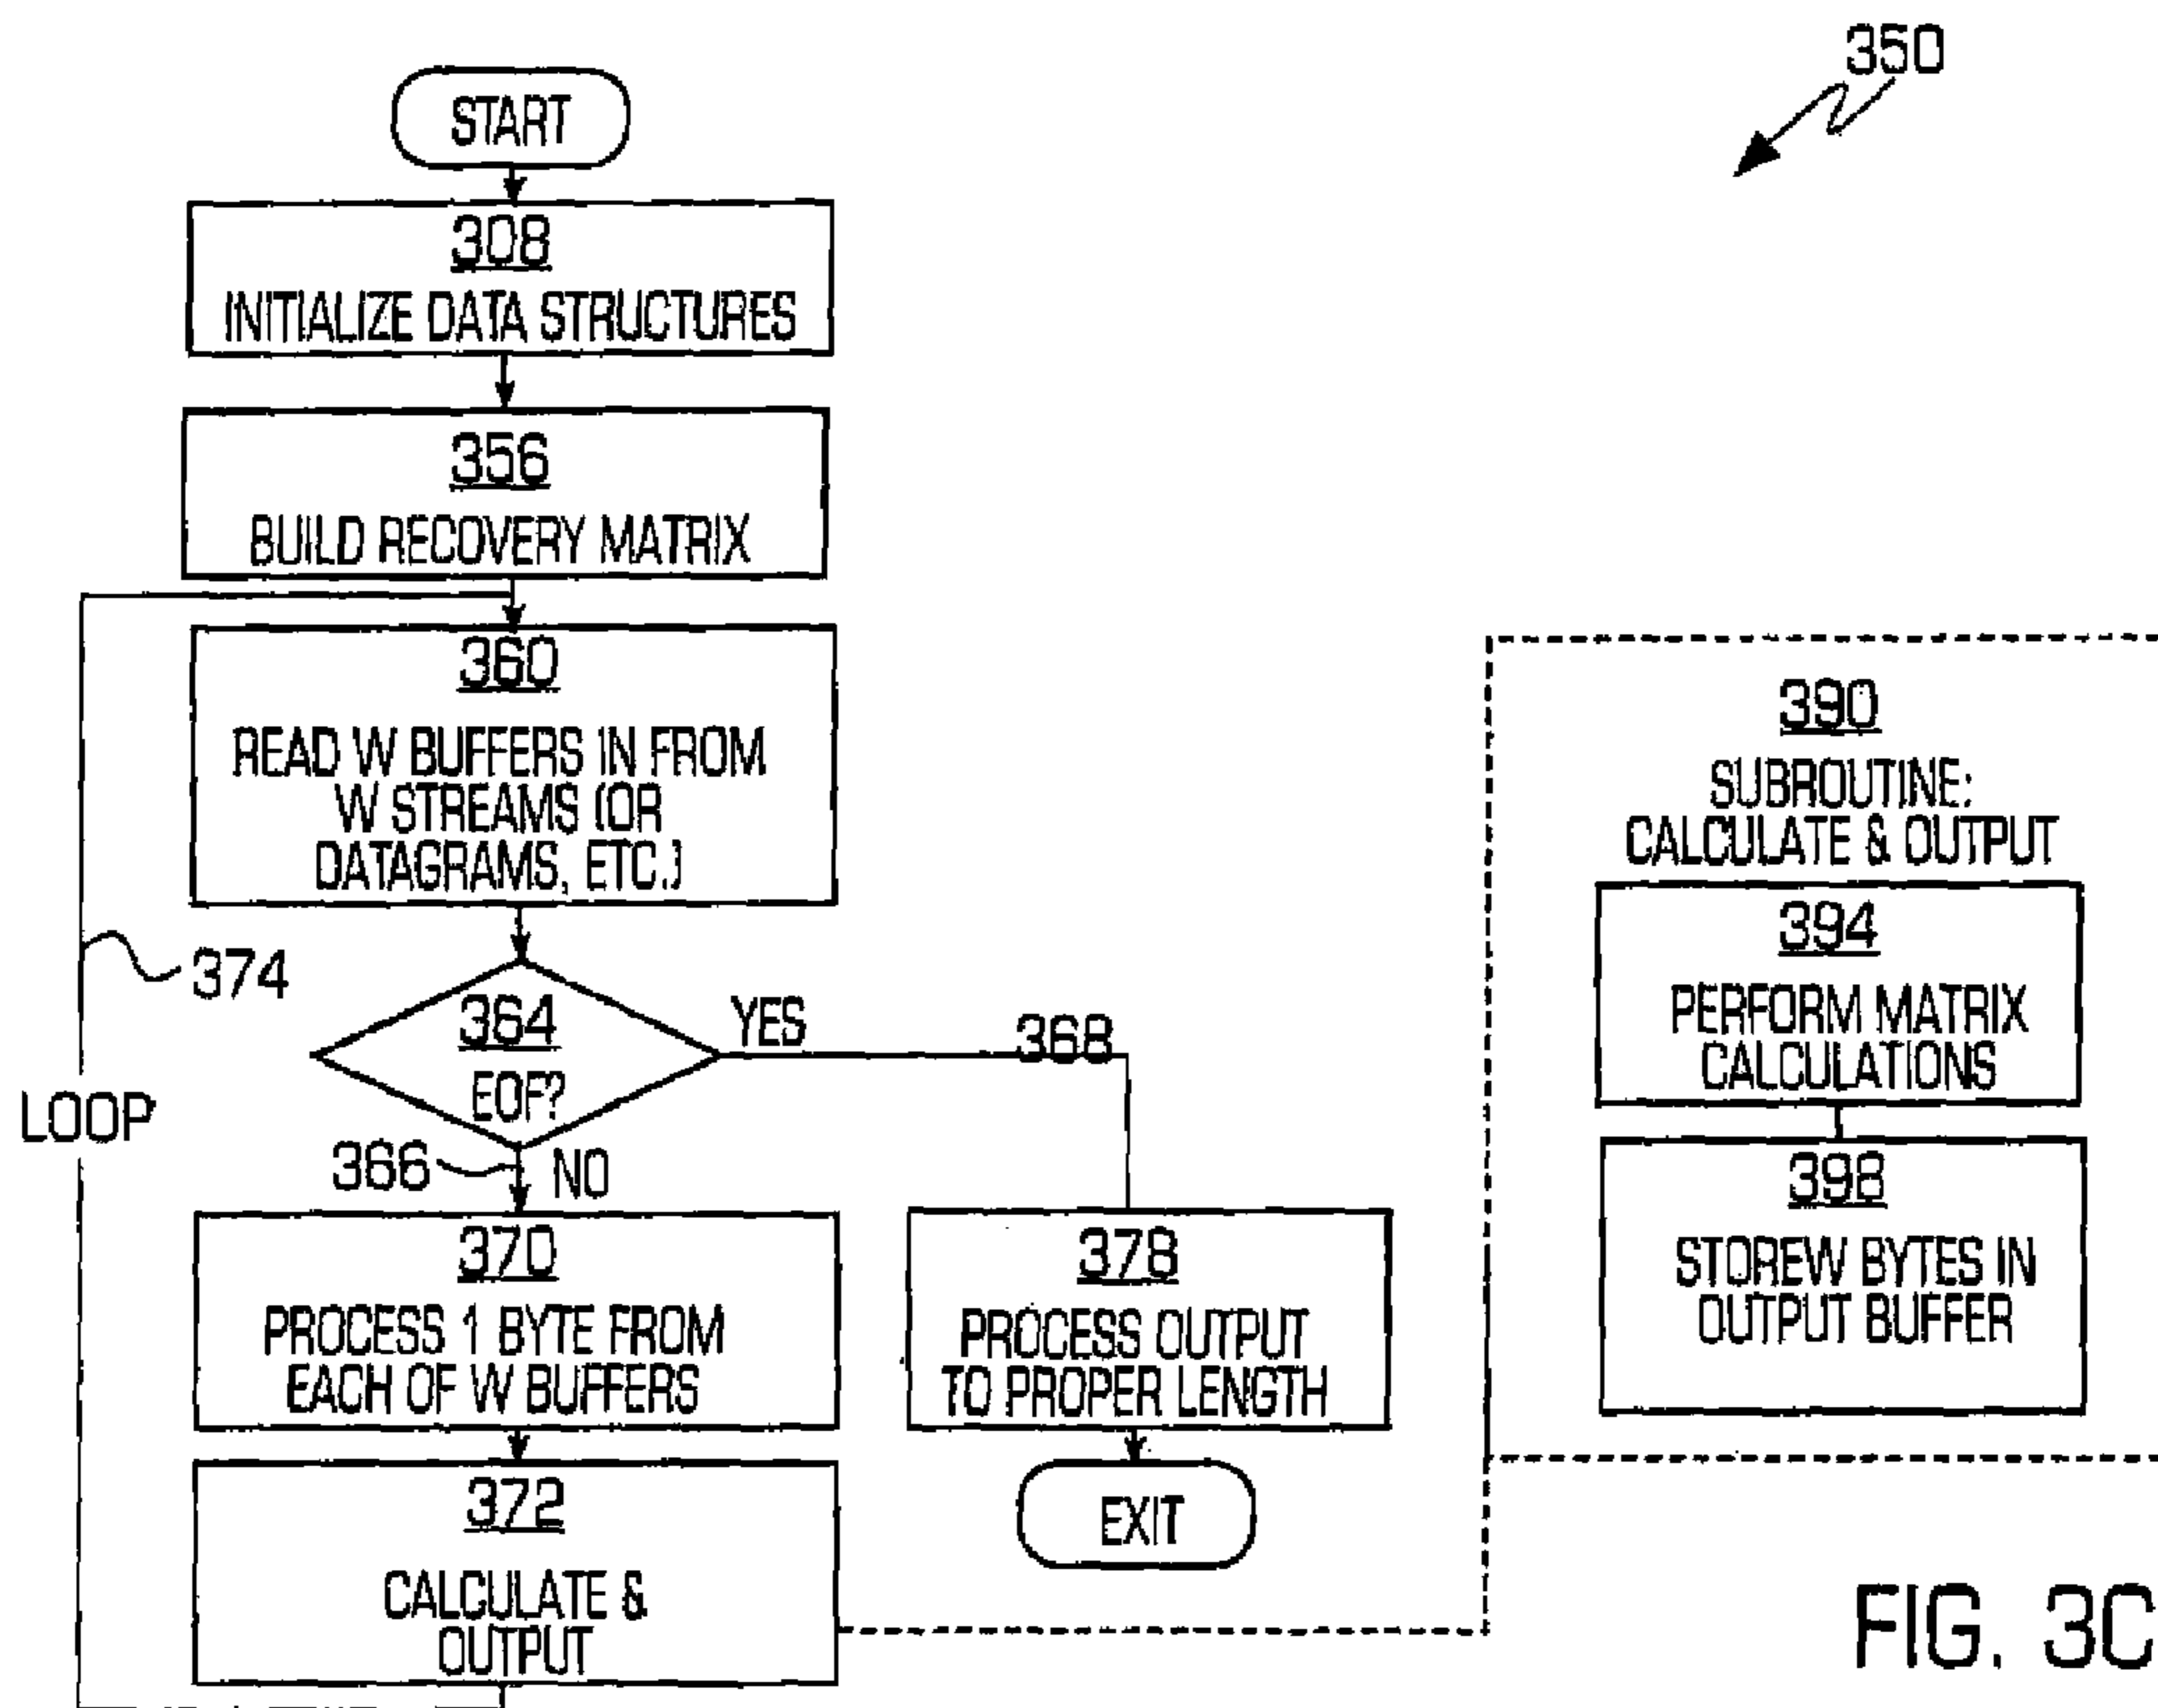 350
START
308
INITIALIZE DATA STRUCTURES
356
BUILD RECOVERY MATRIX
360
READ W BUFFERS IN FROM
W STREAMS (OR
DATAGRAMS, ETC.)
374
LOOP
364
EOF?
YES
368
366
NO
370
PROCESS 1 BYTE FROM
EACH OF W BUFFERS
372
CALCULATE &
OUTPUT
378
PROCESS OUTPUT
TO PROPER LENGTH
EXIT
390
SUBROUTINE:
CALCULATE & OUTPUT
394
PERFORM MATRIX
CALCULATIONS
398
STOREW BYTES IN
OUTPUT BUFFER
FIG. 3C